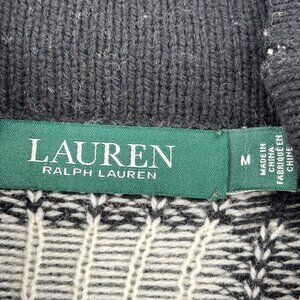 LAUREN
RALPH LAUREN
M
MADE IN
CHINA
FABRIQUÉ EN
CHINE